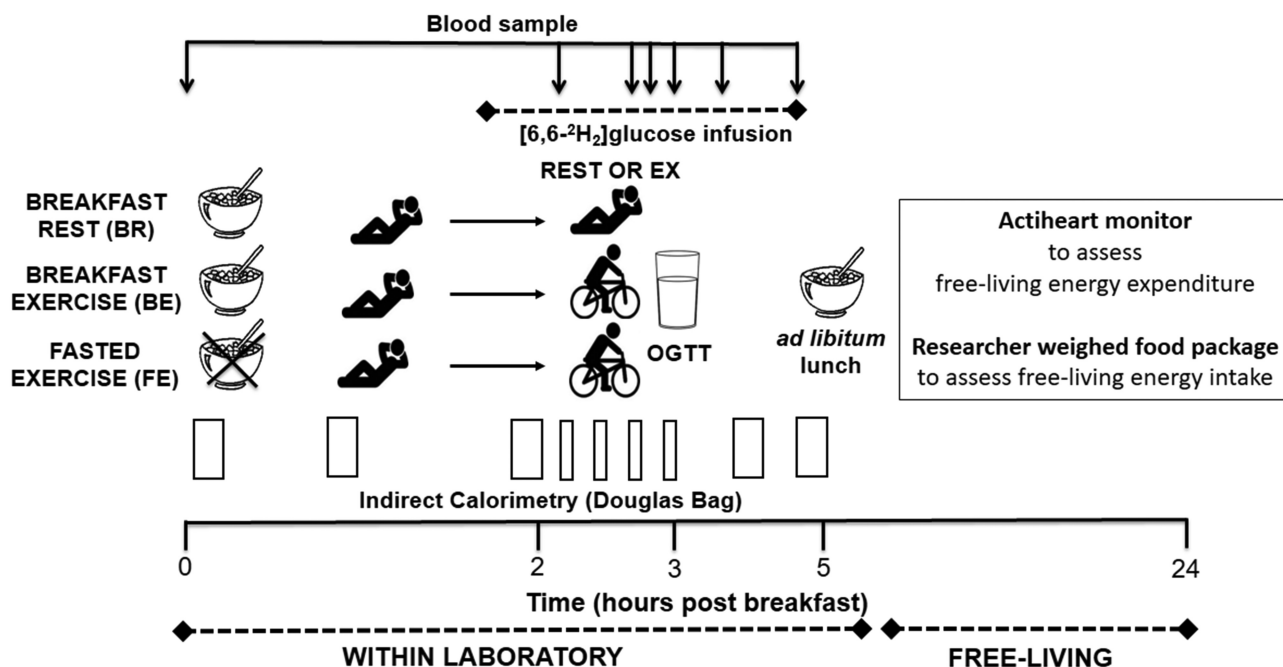 Blood sample
[6,6-²H₂]glucose infusion
REST OR EX
BREAKFAST
REST (BR)
BREAKFAST
EXERCISE (BE)
FASTED
EXERCISE (FE)
OGTT
ad libitum
lunch
Actiheart monitor
to assess
free-living energy expenditure
Researcher weighed food package
to assess free-living energy intake
Indirect Calorimetry (Douglas Bag)
0 2 3 5 24
Time (hours post breakfast)
WITHIN LABORATORY
FREE-LIVING